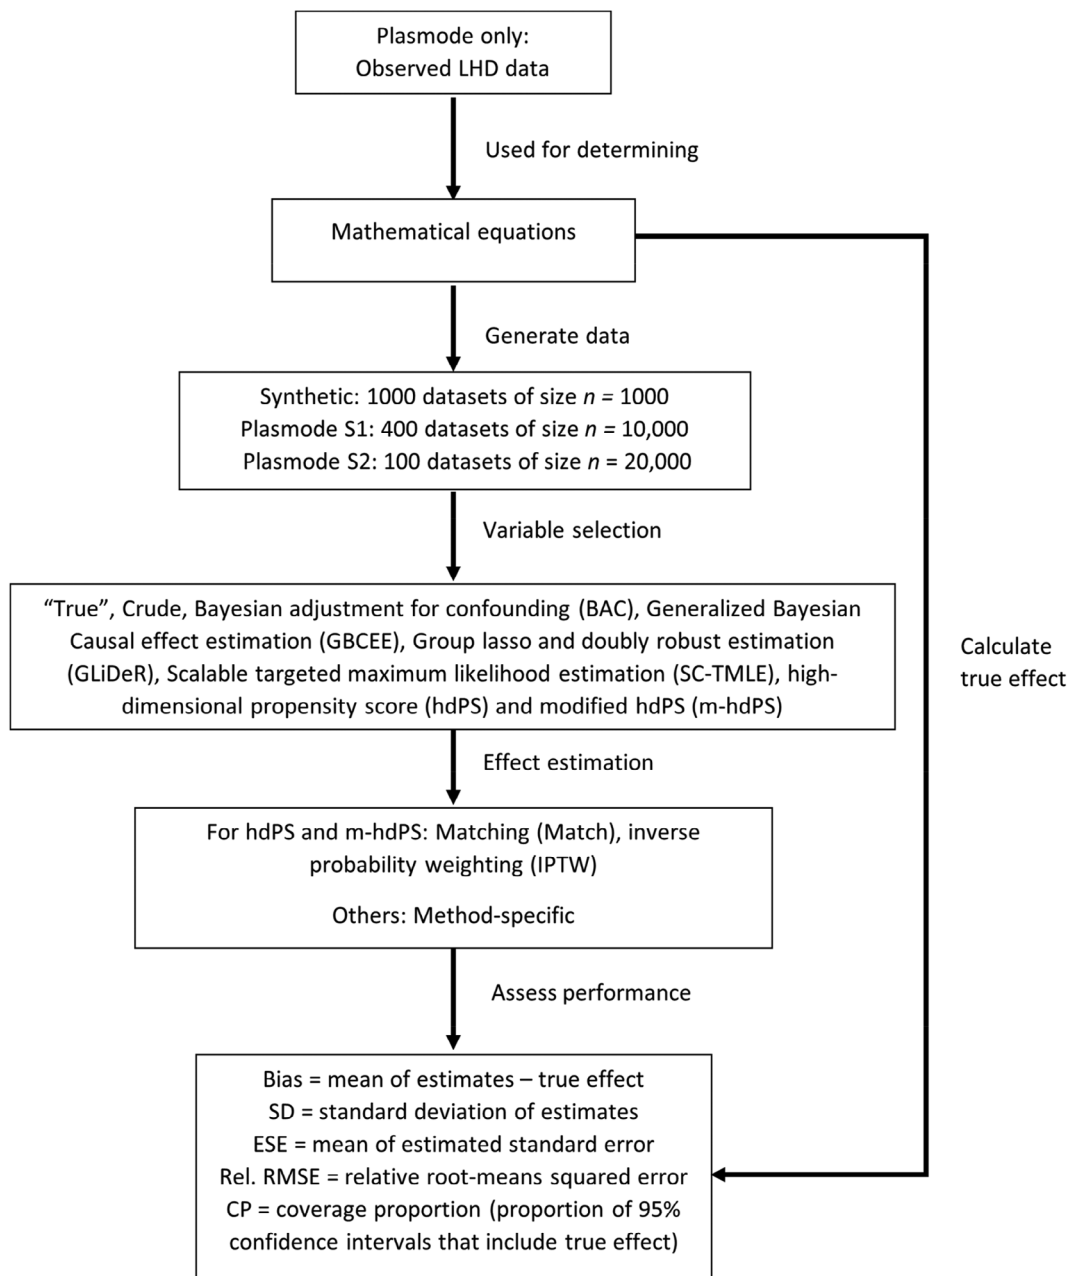 Plasmode only:
Observed LHD data
Used for determining
Mathematical equations
Generate data
Synthetic: 1000 datasets of size n = 1000
Plasmode S1: 400 datasets of size n = 10,000
Plasmode S2: 100 datasets of size n = 20,000
Variable selection
“True”, Crude, Bayesian adjustment for confounding (BAC), Generalized Bayesian
Causal effect estimation (GBCEE), Group lasso and doubly robust estimation
(GLiDeR), Scalable targeted maximum likelihood estimation (SC-TMLE), high-
dimensional propensity score (hdPS) and modified hdPS (m-hdPS)
Calculate
true effect
Effect estimation
For hdPS and m-hdPS: Matching (Match), inverse
probability weighting (IPTW)
Others: Method-specific
Assess performance
Bias = mean of estimates – true effect
SD = standard deviation of estimates
ESE = mean of estimated standard error
Rel. RMSE = relative root-means squared error
CP = coverage proportion (proportion of 95%
confidence intervals that include true effect)